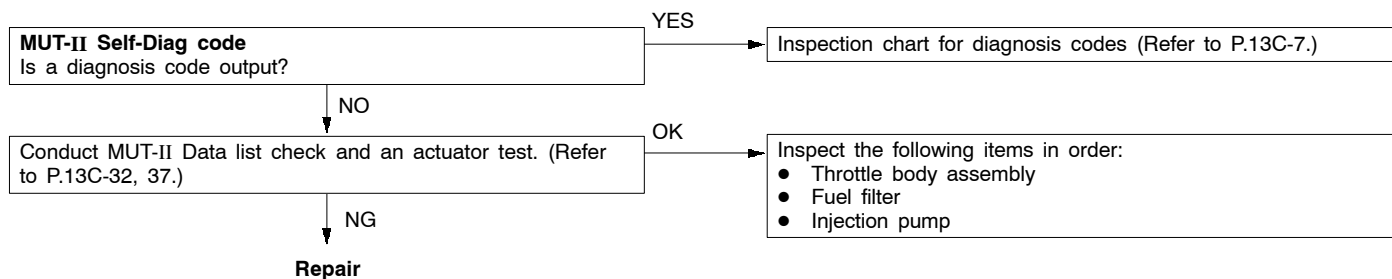 YES
MUT-II Self-Diag code
Is a diagnosis code output?
Inspection chart for diagnosis codes (Refer to P.13C-7.)
NO
OK
Conduct MUT-II Data list check and an actuator test. (Refer
to P.13C-32, 37.)
Inspect the following items in order:
● Throttle body assembly
● Fuel filter
● Injection pump
NG
Repair